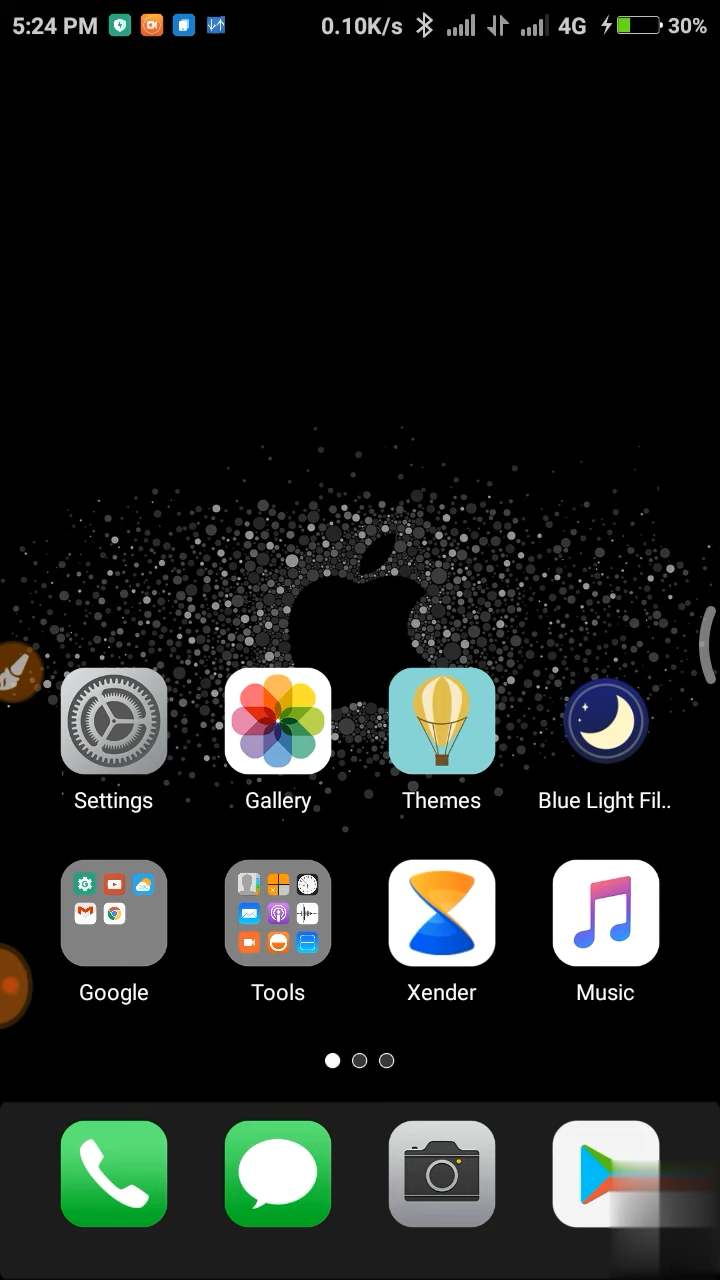 5:24 PM 0.10K/s 4G 30%
Settings Gallery Themes Blue Light Fil..
Google Tools Xender Music